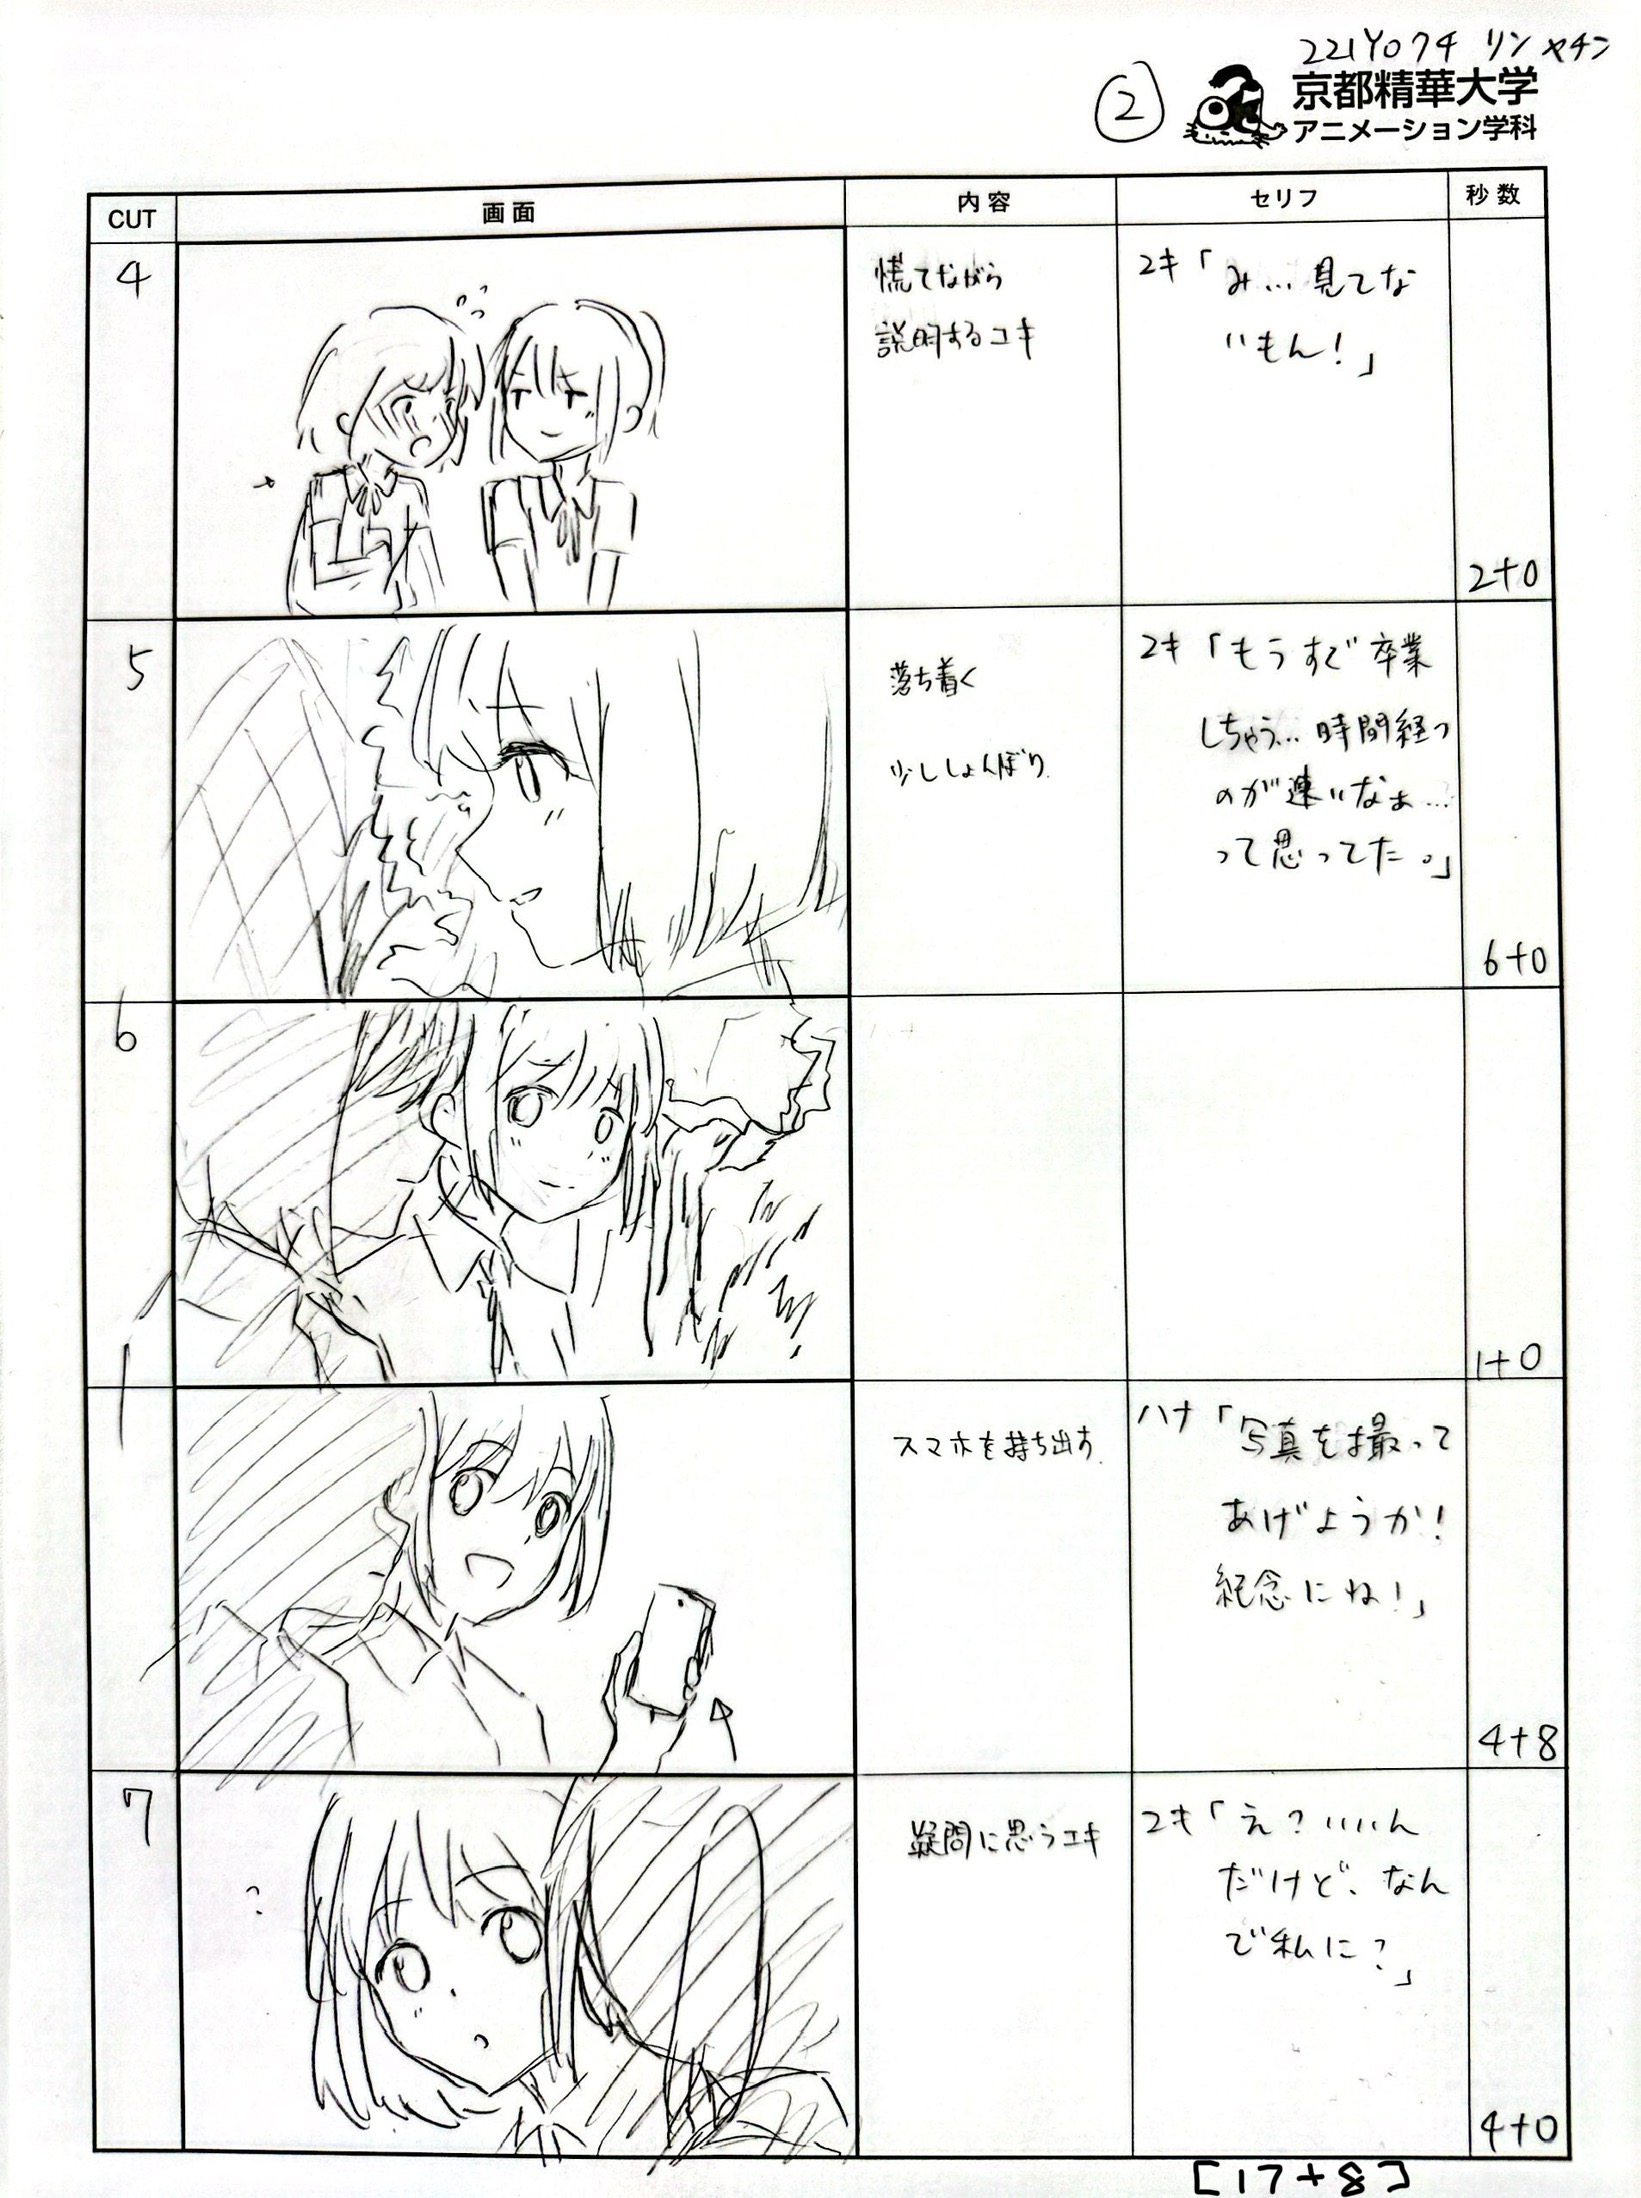 221Y074 リン ヤチン
②
京都精華大学
アニメーション学科
CUT 画面 内容 セリフ 秒数
4
慌てながら
説明するユキ
ユキ「み…見てな
いもん！」
2+0
5
落ち着く
少ししょんぼり
ユキ「もうすぐ卒業
しちゃう…時間経つ
のが速いなぁ…
って思ってた。」
6+0
6
1+0
スマホを持ち出す
ハナ「写真を撮って
あげようか！
紀念にね！」
4+8
7
?
疑問に思うユキ
ユキ「え？いいん
だけど、なん
で私に？」
4+0
[17+8]